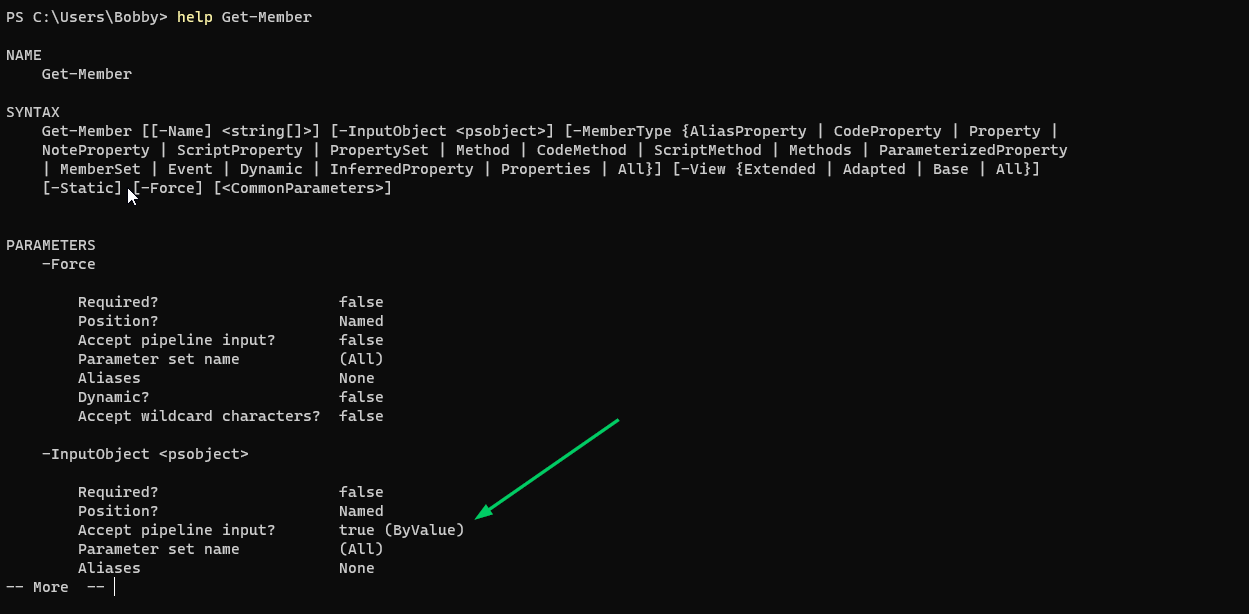 PS C:\Users\Bobby> help Get-Member
NAME
Get-Member
SYNTAX
Get-Member [[-Name] <string[]>] [-InputObject <psobject>] [-MemberType {AliasProperty | CodeProperty | Property |
NoteProperty | ScriptProperty | PropertySet | Method | CodeMethod | ScriptMethod | Methods | ParameterizedProperty
| MemberSet | Event | Dynamic | InferredProperty | Properties | All}] [-View {Extended | Adapted | Base | All}]
[-Static] [-Force] [<CommonParameters>]
PARAMETERS
-Force
Required? false
Position? Named
Accept pipeline input? false
Parameter set name (All)
Aliases None
Dynamic? false
Accept wildcard characters? false
-InputObject <psobject>
Required? false
Position? Named
Accept pipeline input? true (ByValue)
Parameter set name (All)
Aliases None
-- More --